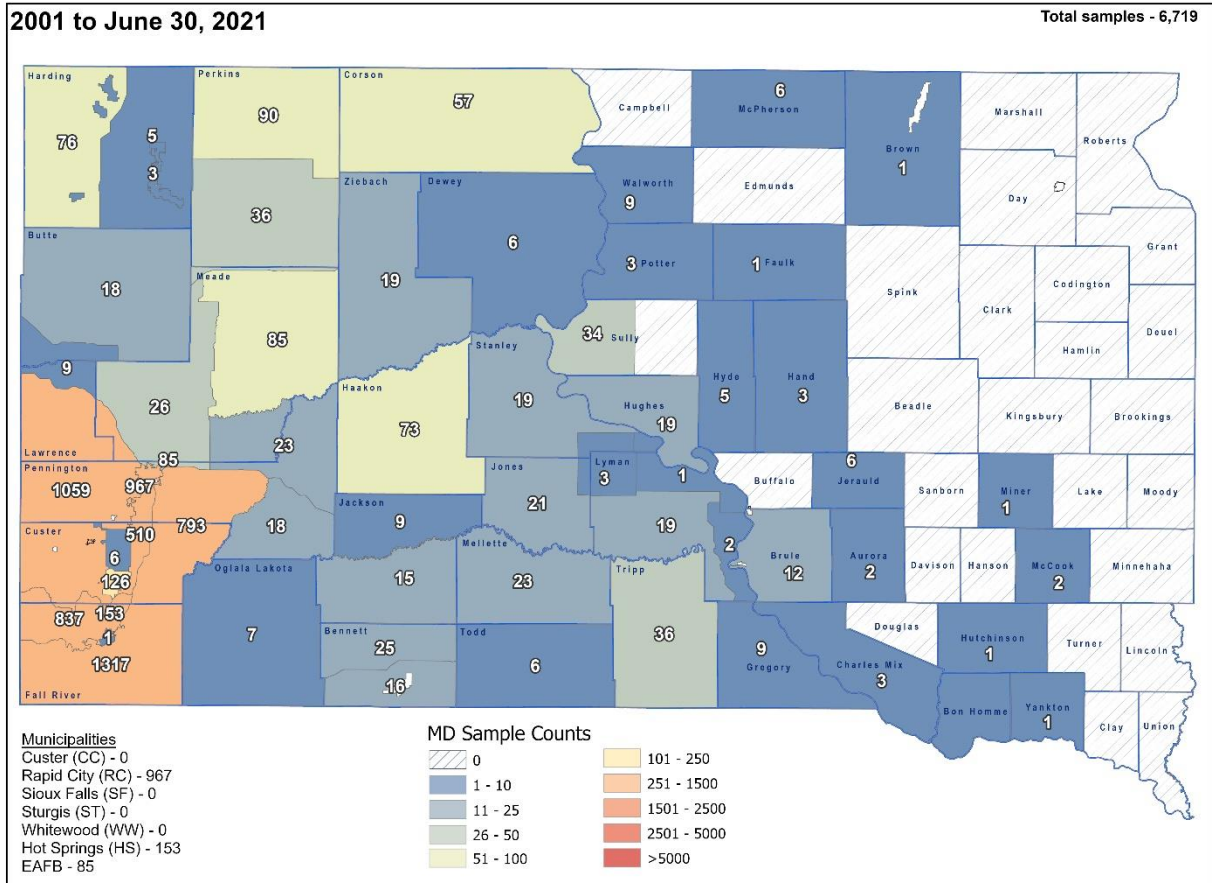 2001 to June 30, 2021
Total samples - 6,719
Harding
Perkins
Corson
Campbell
McPherson
Brown
Marshall
Roberts
76
5
3
90
57
6
1
36
Ziebach
Dewey
Walworth
9
Edmunds
Day
Grant
Butte
18
Meade
19
6
3
Potter
1
Faulk
Spink
Codington
Clark
Hamlin
Deuel
85
Stanley
34
Sully
9
26
Haakon
73
19
Hughes
19
Hyde
5
Hand
3
Beadle
Kingsbury
Brookings
Lawrence
85
23
Pennington
1059
967
793
510
18
Jackson
9
Jones
21
Lyman
3
1
19
2
Buffalo
6
Jerauld
Sanborn
Miner
1
Lake
Moody
Custer
6
126
Mellette
23
15
Tripp
36
Brule
12
Aurora
2
Davison
Hanson
McCook
2
Minnehaha
Oglala Lakota
7
837
153
1
1317
Fall River
Bennett
25
16
Todd
6
9
Gregory
Douglas
Charles Mix
3
Hutchinson
1
Turner
Lincoln
Bon Homme
Yankton
1
Clay
Union
Municipalities
Custer (CC) - 0
Rapid City (RC) - 967
Sioux Falls (SF) - 0
Sturgis (ST) - 0
Whitewood (WW) - 0
Hot Springs (HS) - 153
EAFB - 85
MD Sample Counts
0
1 - 10
11 - 25
26 - 50
51 - 100
101 - 250
251 - 1500
1501 - 2500
2501 - 5000
>5000